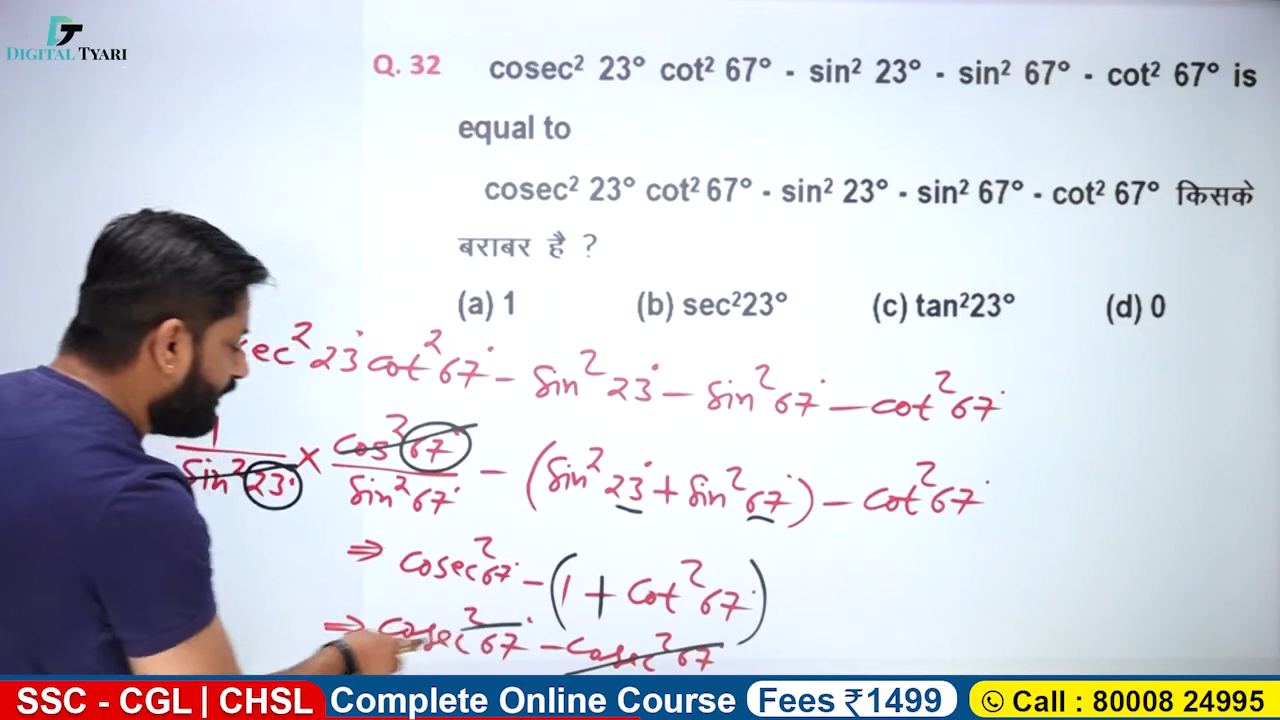 DIGITAL TYARI
Q. 32 cosec² 23° cot² 67° - sin² 23° - sin² 67° - cot² 67° is
equal to
cosec² 23° cot² 67° - sin² 23° - sin² 67° - cot² 67° किसके
बराबर है ?
(a) 1 (b) sec²23° (c) tan²23° (d) 0
sec² 23° cot² 67° - sin² 23° - sin² 67° - cot² 67°
1/sin² 23° × cos² 67°/sin² 67° - (sin² 23° + sin² 67°) - cot² 67°
⇒ cosec² 67° - (1 + cot² 67°)
⇒ cosec² 67° - cosec² 67°
SSC - CGL | CHSL Complete Online Course Fees ₹1499 Call : 80008 24995